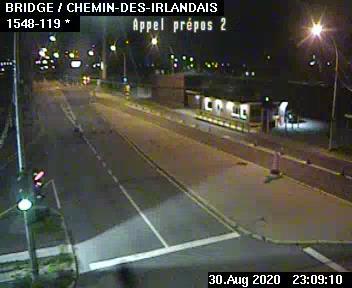 BRIDGE / CHEMIN-DES-IRLANDAIS
1548-119 *
Appel prépos 2
30.Aug 2020 23:09:10